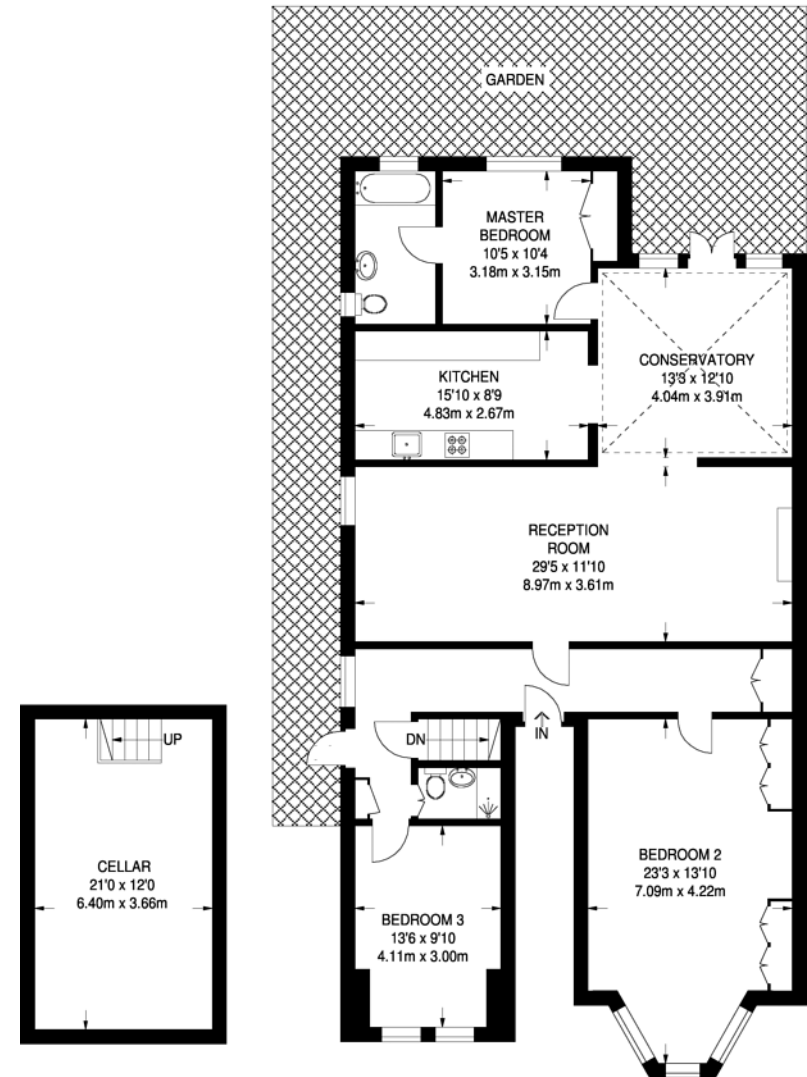 GARDEN
MASTER
BEDROOM
10'5 x 10'4
3.18m x 3.15m
CONSERVATORY
13'3 x 12'10
4.04m x 3.91m
KITCHEN
15'10 x 8'9
4.83m x 2.67m
RECEPTION
ROOM
29'5 x 11'10
8.97m x 3.61m
UP
DN
IN
CELLAR
21'0 x 12'0
6.40m x 3.66m
BEDROOM 2
23'3 x 13'10
7.09m x 4.22m
BEDROOM 3
13'6 x 9'10
4.11m x 3.00m